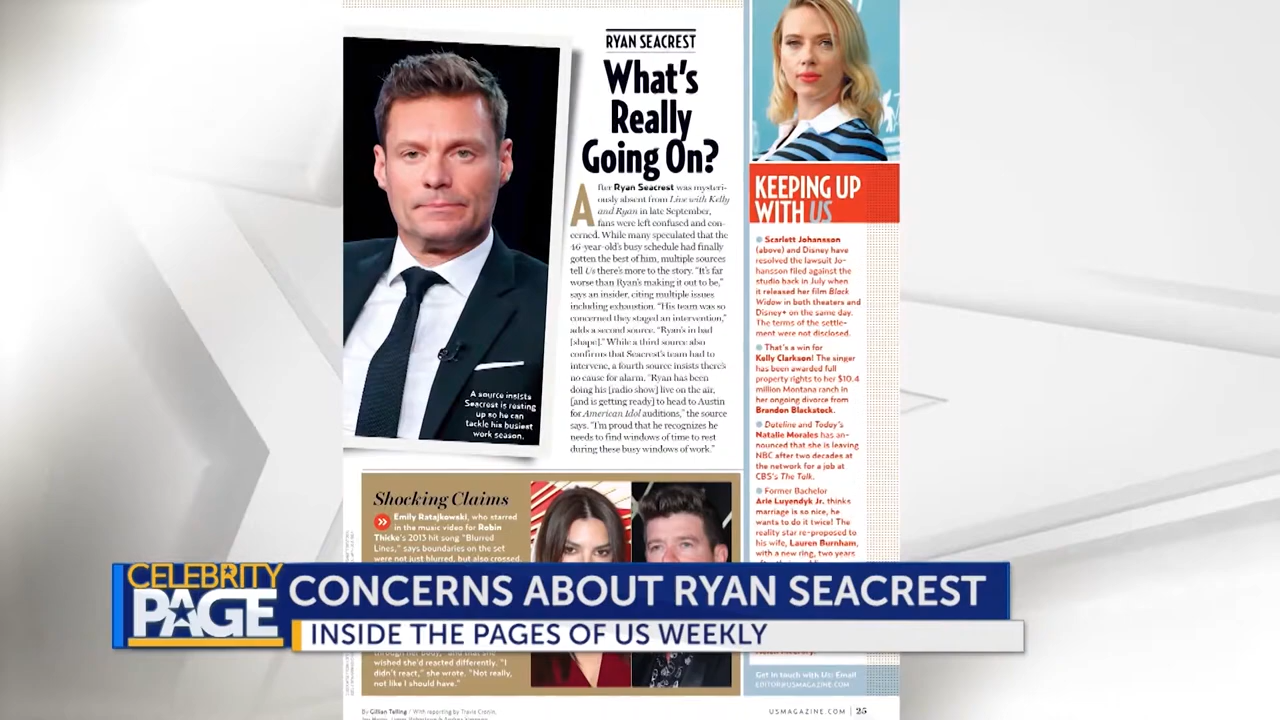 RYAN SEACREST
What's
Really
Going On?
After Ryan Seacrest was mysteri-
ously absent from Live with Kelly
and Ryan in late September,
fans were left confused and con-
cerned. While many speculated that the
46-year-old's busy schedule had finally
gotten the best of him, multiple sources
tell Us there's more to the story. "It's far
worse than Ryan's making it out to be,"
says an insider, citing multiple issues
including exhaustion. "His team was so
concerned they staged an intervention,"
adds a second source. "Ryan's in bad
[shape]." While a third source also
confirms that Seacrest's team had to
intervene, a fourth source insists there's
no cause for alarm. "Ryan has been
doing his [radio show] live on the air,
[and is getting ready] to head to Austin
for American Idol auditions," the source
says. "I'm proud that he recognizes he
needs to find windows of time to rest
during these busy windows of work."
A source insists
Seacrest is resting
up so he can
tackle his busiest
work season.
KEEPING UP
WITH US
Scarlett Johansson
(above) and Disney have
resolved the lawsuit Jo-
hansson filed against the
studio back in July when
it released her film Black
Widow in both theaters and
Disney+ on the same day.
The terms of the settle-
ment were not disclosed.
That's a win for
Kelly Clarkson! The singer
has been awarded full
property rights to her $10.4
million Montana ranch in
her ongoing divorce from
Brandon Blackstock.
Dateline and Today's
Natalie Morales has an-
nounced that she is leaving
NBC after two decades at
the network for a job at
CBS's The Talk.
Former Bachelor
Arie Luyendyk Jr. thinks
marriage is so nice, he
wants to do it twice! The
reality star re-proposed to
his wife, Lauren Burnham,
with a new ring, two years
Shocking Claims
Emily Ratajkowski, who starred
in the music video for Robin
Thicke's 2013 hit song "Blurred
Lines," says boundaries on the set
were not just blurred, but also crossed.
CELEBRITY
PAGE
CONCERNS ABOUT RYAN SEACREST
INSIDE THE PAGES OF US WEEKLY
through her body," and that she
wished she'd reacted differently. "I
didn't react," she wrote. "Not really,
not like I should have."
Get in touch with Us: Email
EDITOR@USMAGAZINE.COM
By Gillian Telling / With reporting by Travis Cronin,
USMAGAZINE.COM | 25